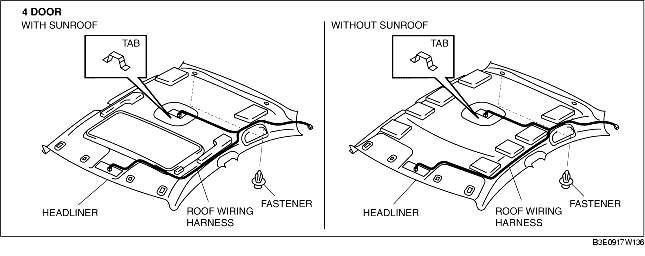 4 DOOR
WITH SUNROOF
TAB
HEADLINER
ROOF WIRING
HARNESS
FASTENER
WITHOUT SUNROOF
TAB
HEADLINER
ROOF WIRING
HARNESS
FASTENER
B3E0917W136